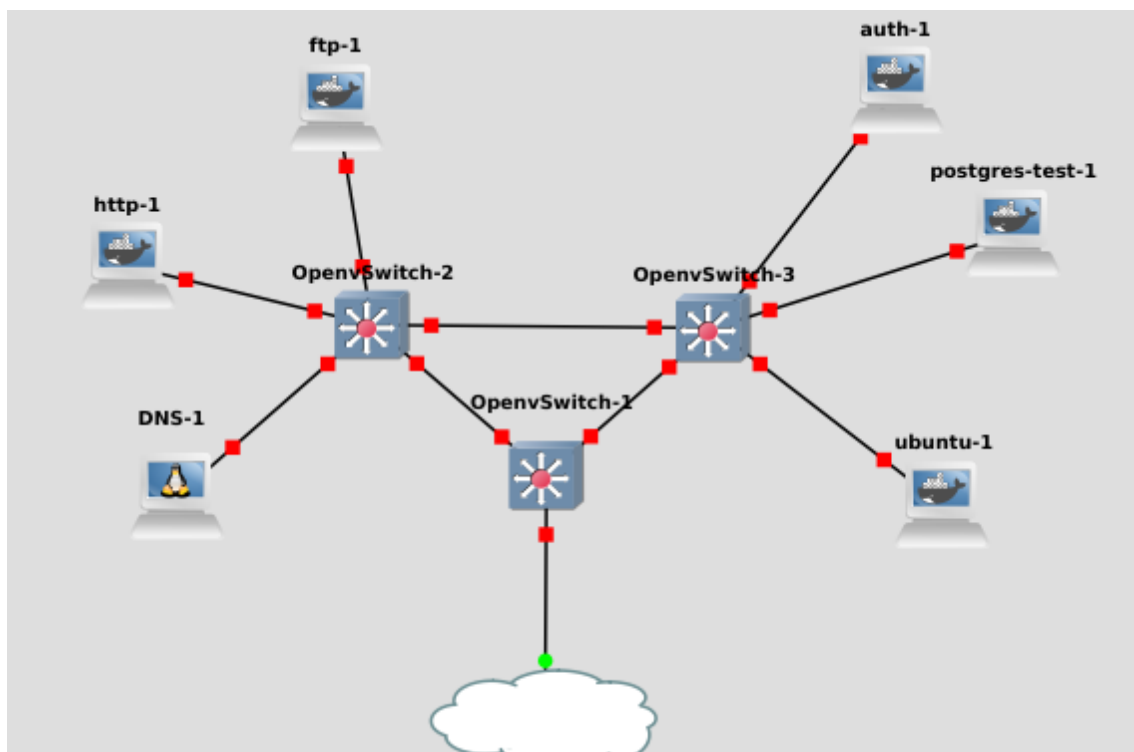 ftp-1
auth-1
postgres-test-1
http-1
OpenvSwitch-2
OpenvSwitch-3
OpenvSwitch-1
DNS-1
ubuntu-1